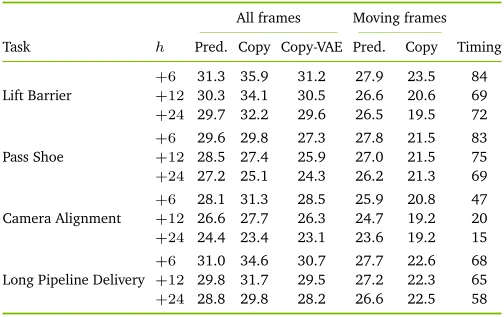 All frames Moving frames
Task h Pred. Copy Copy-VAE Pred. Copy Timing
+6 31.3 35.9 31.2 27.9 23.5 84
Lift Barrier +12 30.3 34.1 30.5 26.6 20.6 69
+24 29.7 32.2 29.6 26.5 19.5 72
+6 29.6 29.8 27.3 27.8 21.5 83
Pass Shoe +12 28.5 27.4 25.9 27.0 21.5 75
+24 27.2 25.1 24.3 26.2 21.3 69
+6 28.1 31.3 28.5 25.9 20.8 47
Camera Alignment +12 26.6 27.7 26.3 24.7 19.2 20
+24 24.4 23.4 23.1 23.6 19.2 15
+6 31.0 34.6 30.7 27.7 22.6 68
Long Pipeline Delivery +12 29.8 31.7 29.5 27.2 22.3 65
+24 28.8 29.8 28.2 26.6 22.5 58